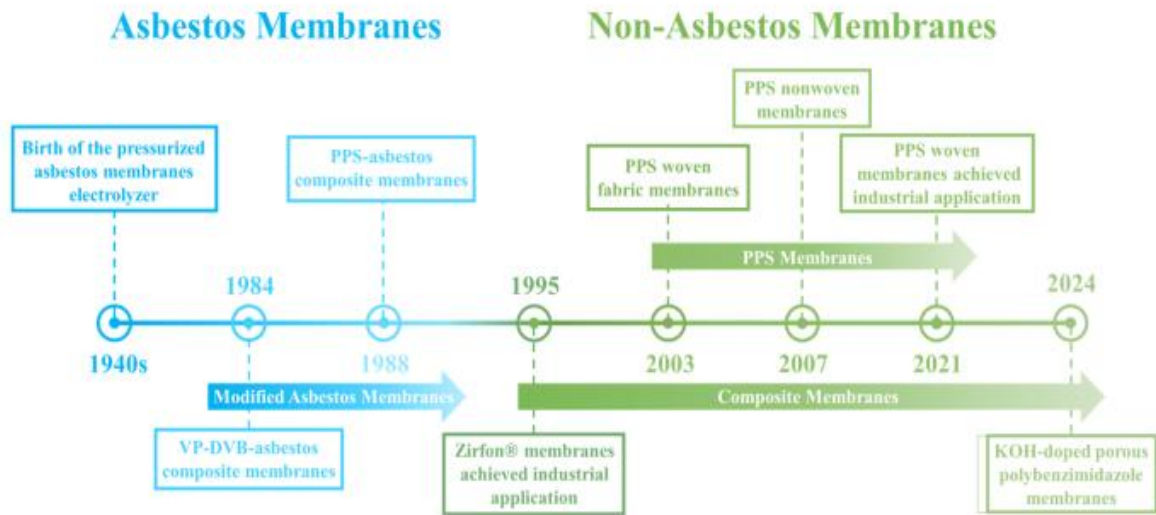 Asbestos Membranes
Non-Asbestos Membranes
Birth of the pressurized
asbestos membranes
electrolyzer
PPS-asbestos
composite membranes
PPS woven
fabric membranes
PPS nonwoven
membranes
PPS woven
membranes achieved
industrial application
PPS Membranes
1984
1995
2024
1940s
1988
2003
2007
2021
Modified Asbestos Membranes
Composite Membranes
VP-DVB-asbestos
composite membranes
Zirfon® membranes
achieved industrial
application
KOH-doped porous
polybenzimidazole
membranes